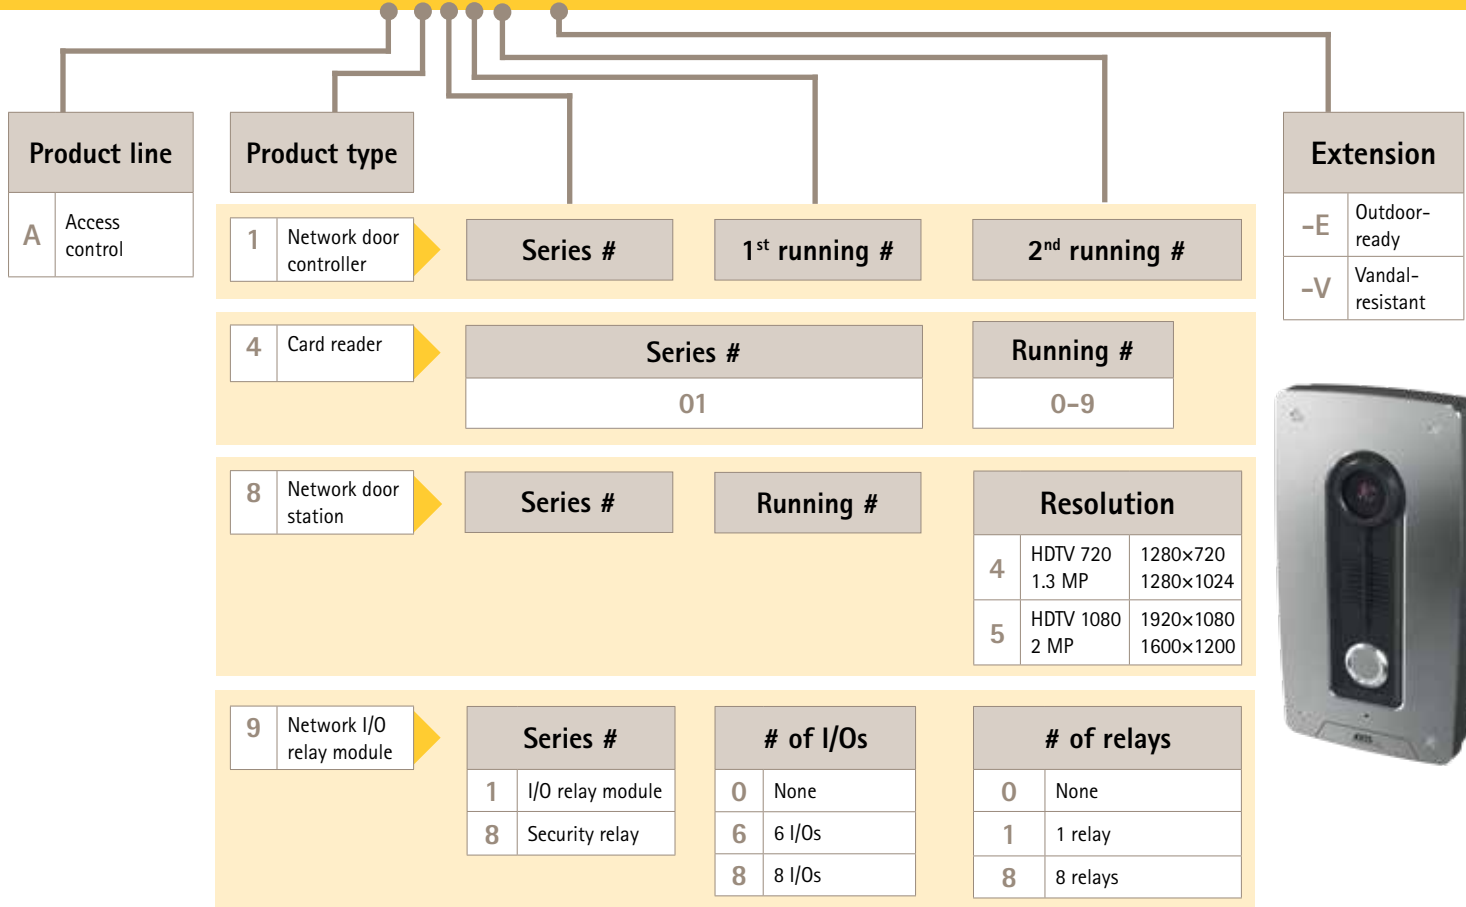 Product line
A
Access
control
Product type
1
Network door
controller
Series #
1st running #
2nd running #
Extension
-E
Outdoor-
ready
-V
Vandal-
resistant
4
Card reader
Series #
01
Running #
0-9
8
Network door
station
Series #
Running #
Resolution
4
HDTV 720
1.3 MP
1280×720
1280×1024
5
HDTV 1080
2 MP
1920×1080
1600×1200
9
Network I/O
relay module
Series #
1
I/O relay module
8
Security relay
# of I/Os
0
None
6
6 I/Os
8
8 I/Os
# of relays
0
None
1
1 relay
8
8 relays
AXIS